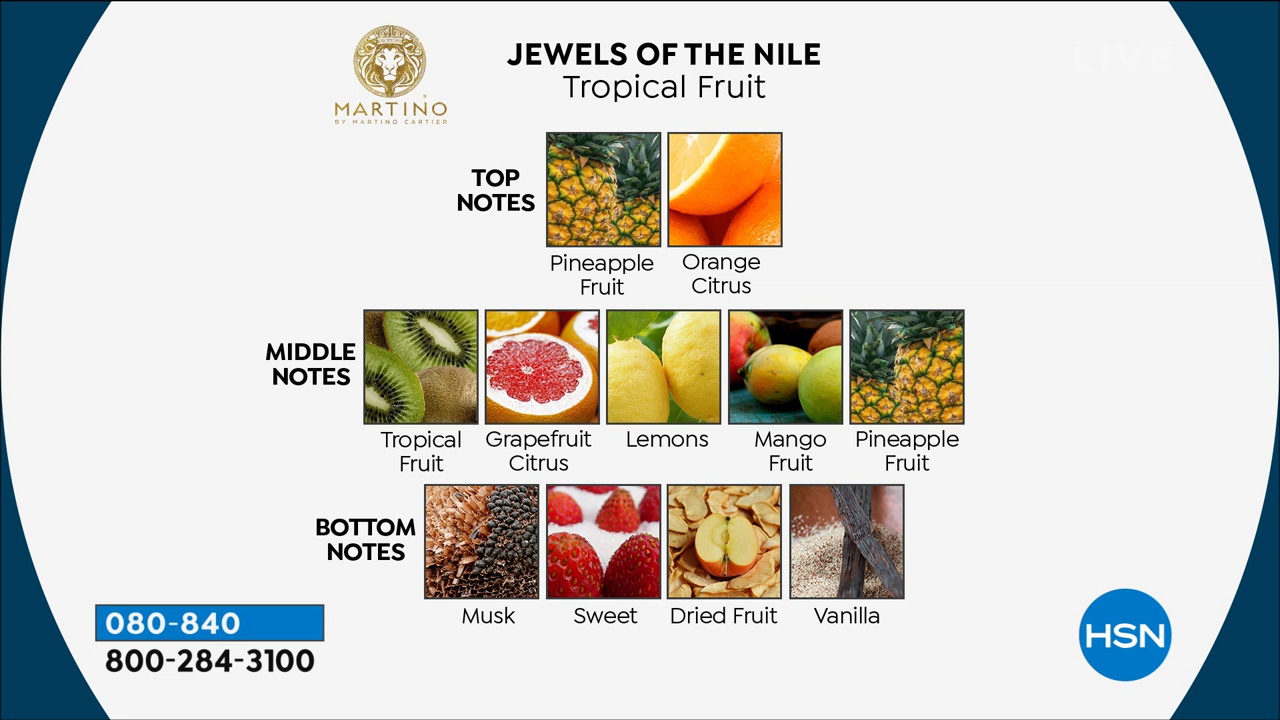 JEWELS OF THE NILE
Tropical Fruit
LIVE
MARTINO
BY MARTINO CARTIER
TOP
NOTES
Pineapple
Fruit
Orange
Citrus
MIDDLE
NOTES
Tropical
Fruit
Grapefruit
Citrus
Lemons
Mango
Fruit
Pineapple
Fruit
BOTTOM
NOTES
Musk
Sweet
Dried Fruit
Vanilla
080-840
800-284-3100
HSN